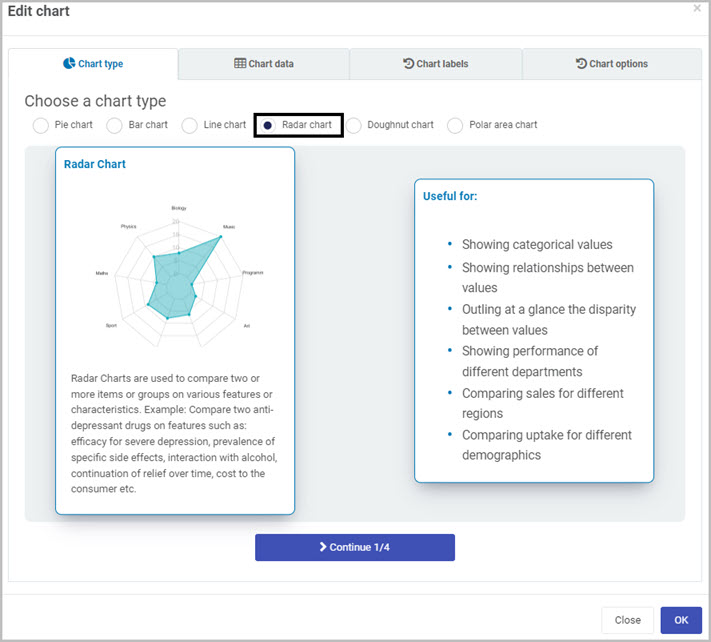 Edit chart
×
Chart type
Chart data
Chart labels
Chart options
Choose a chart type
Pie chart
Bar chart
Line chart
Radar chart
Doughnut chart
Polar area chart
Radar Chart
Biology
Physics
Music
Maths
Programm
Sport
Art
20
15
10
Radar Charts are used to compare two or
more items or groups on various features or
characteristics. Example: Compare two anti-
depressant drugs on features such as:
efficacy for severe depression, prevalence of
specific side effects, interaction with alcohol,
continuation of relief over time, cost to the
consumer etc.
Useful for:
• Showing categorical values
• Showing relationships between
values
• Outling at a glance the disparity
between values
• Showing performance of
different departments
• Comparing sales for different
regions
• Comparing uptake for different
demographics
Continue 1/4
Close
OK